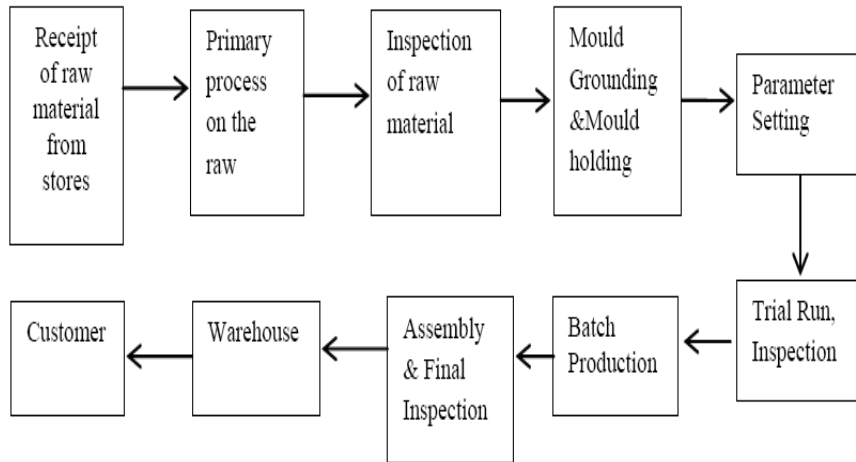 Receipt
of raw
material
from
stores
Primary
process
on the
raw
Inspection
of raw
material
Mould
Grounding
&Mould
holding
Parameter
Setting
Trial Run,
Inspection
Batch
Production
Assembly
& Final
Inspection
Warehouse
Customer